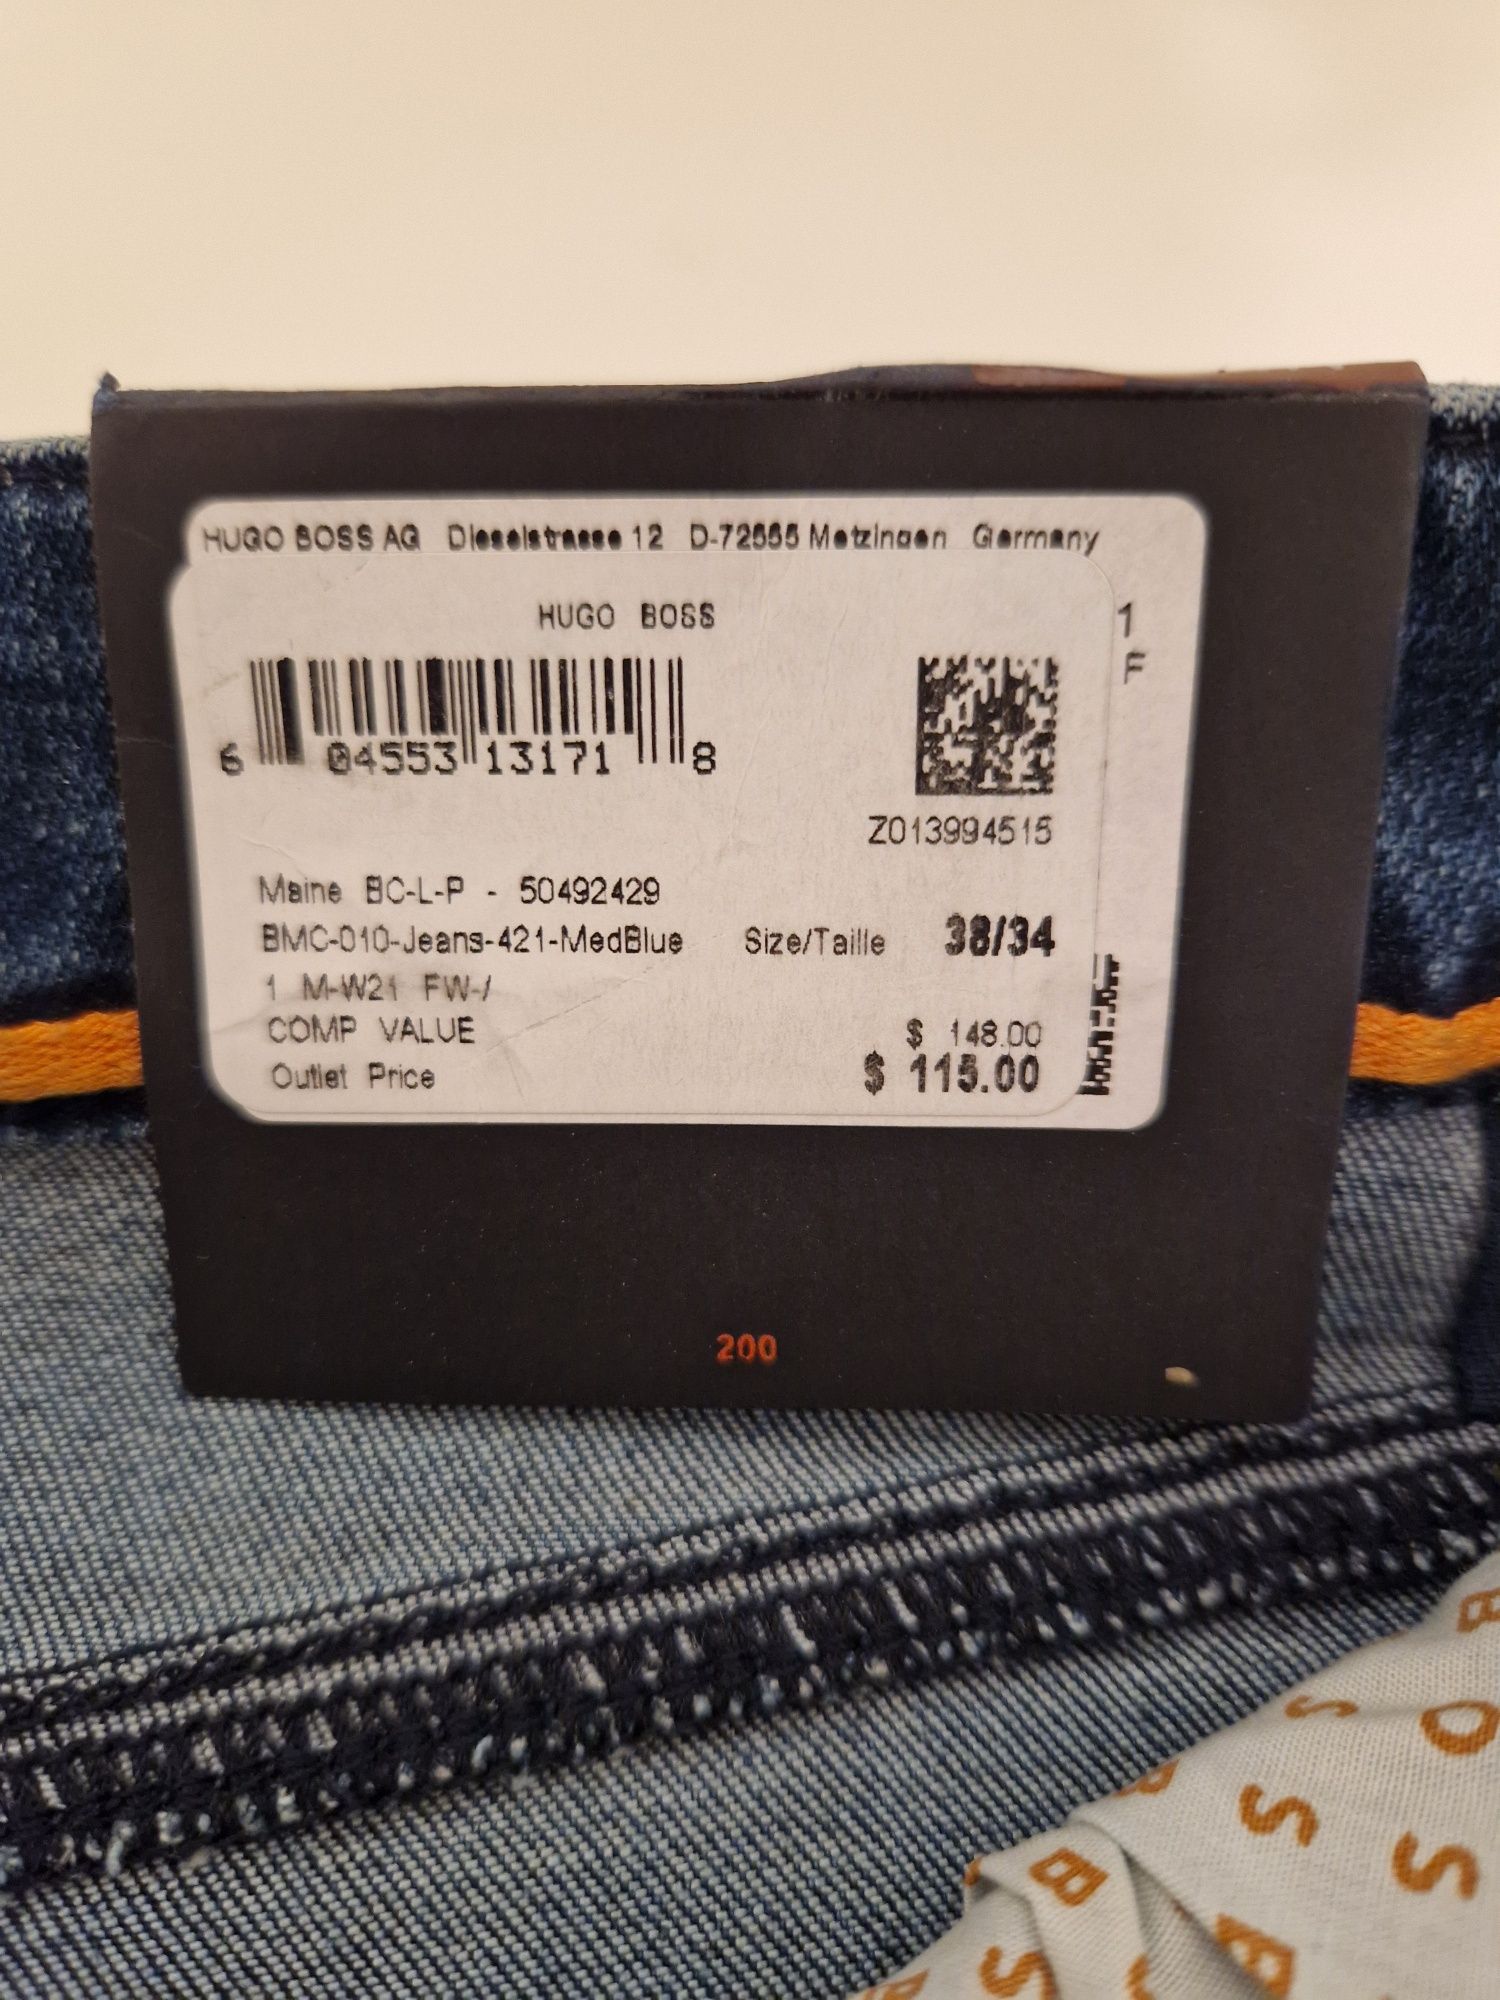 HUGO BOSS AG Dieselstrasse 12 D-72555 Metzingen Germany
HUGO BOSS
1
F
6 04553 13171 8
Z013994515
Maine BC-L-P - 50492429
BMC-010-Jeans-421-MedBlue Size/Taille 38/34
1 M-W21 FW-/
COMP VALUE $ 148.00
Outlet Price $ 115.00
200
B
O
S
S
S
B
B
S
B